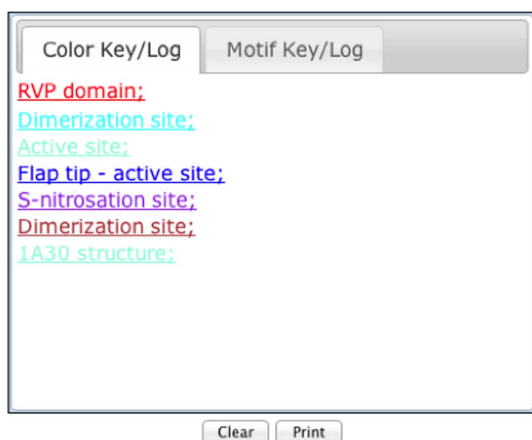 Color Key/Log Motif Key/Log
RVP domain;
Dimerization site;
Active site;
Flap tip - active site;
S-nitrosation site;
Dimerization site;
1A30 structure;
Clear Print